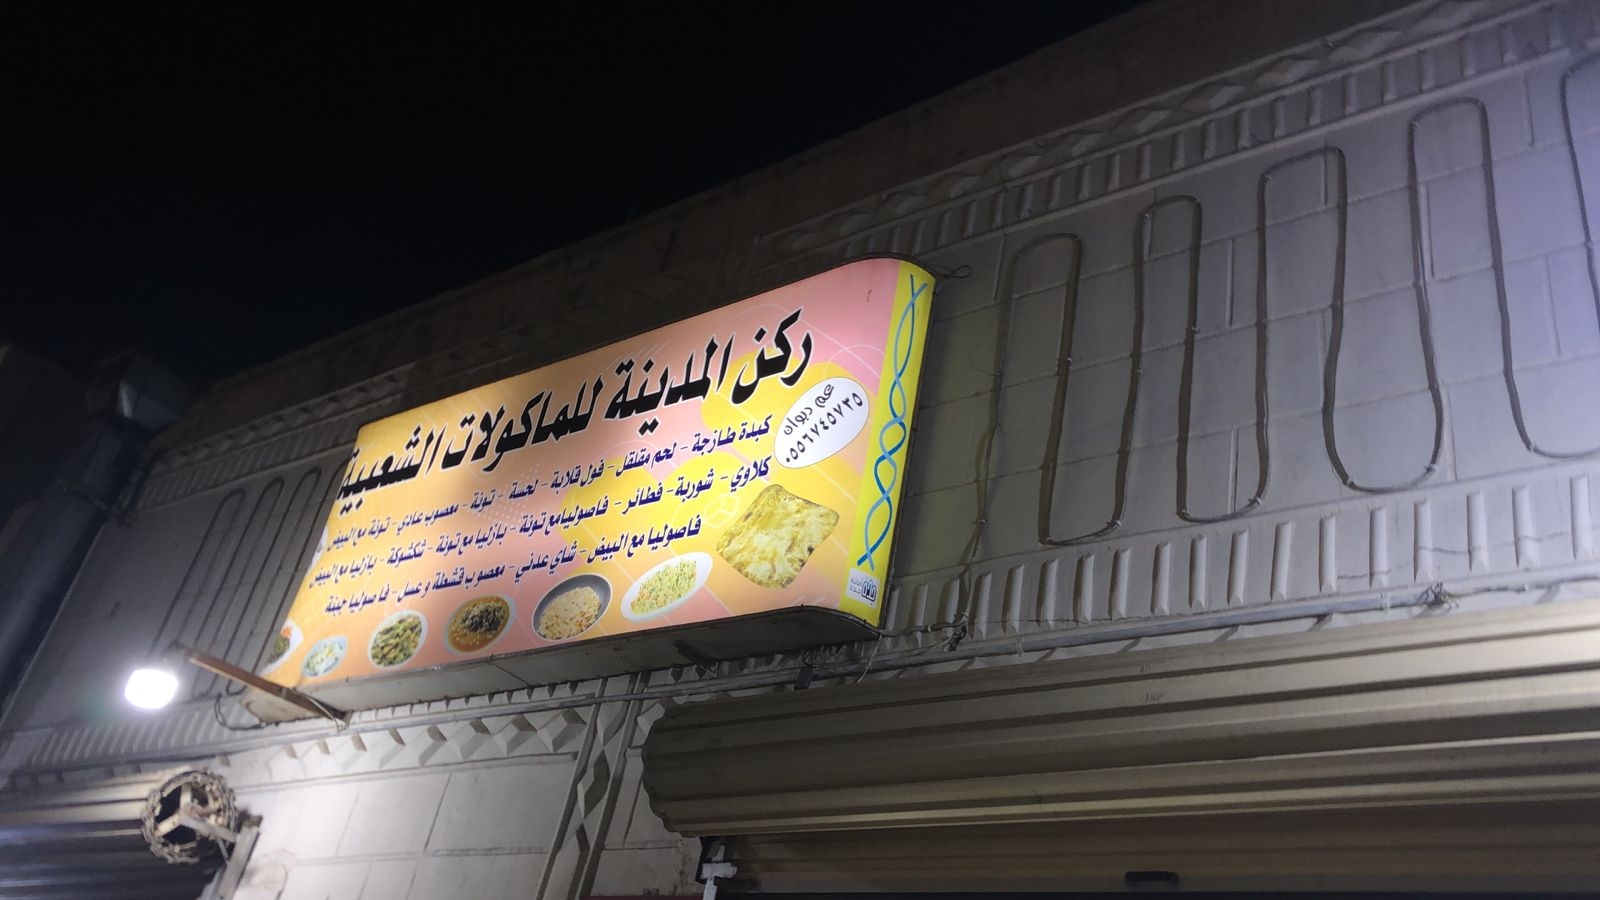 ركن المدينة للماكولات الشعبية
عم ديوان
٠٥٥٦٧٤٥٧٣٥
كبدة طازجة - لحم مقلقل - فول قلابة - لحسة - تونة - معصوب عادي - تونة مع البيض
كلاوي - شوربة - فطائر - فاصوليا مع تونة - بازليا مع تونة - شكشوكة - بازليا مع البيض
فاصوليا مع البيض - شاي عدني - معصوب قشطة وعسل - فاصوليا جبنة